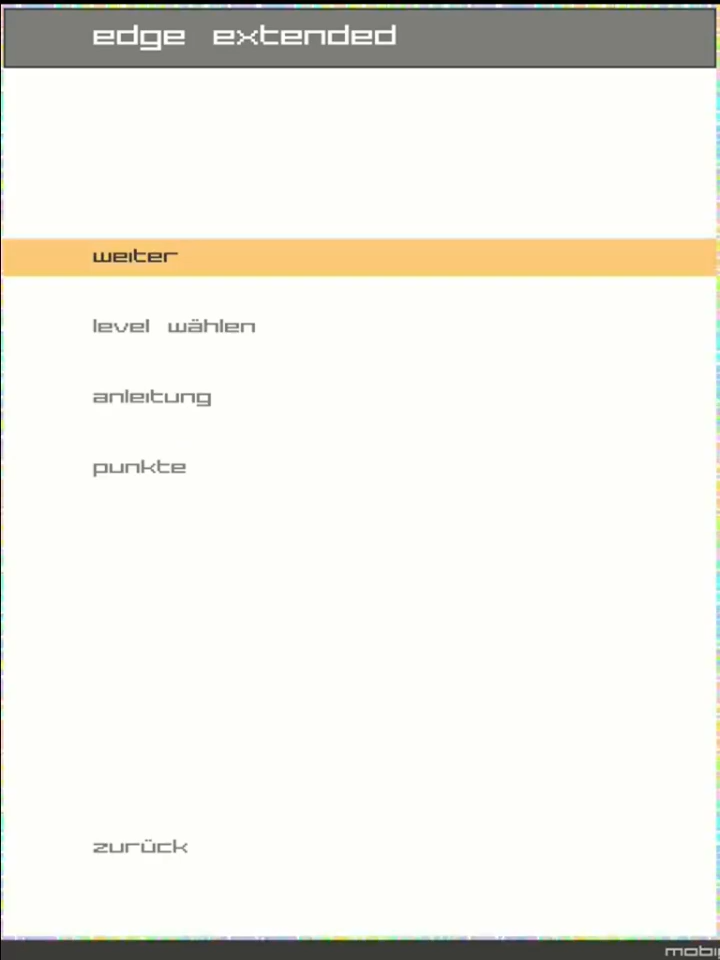 edge extended
weiter
level wählen
anleitung
punkte
zurück